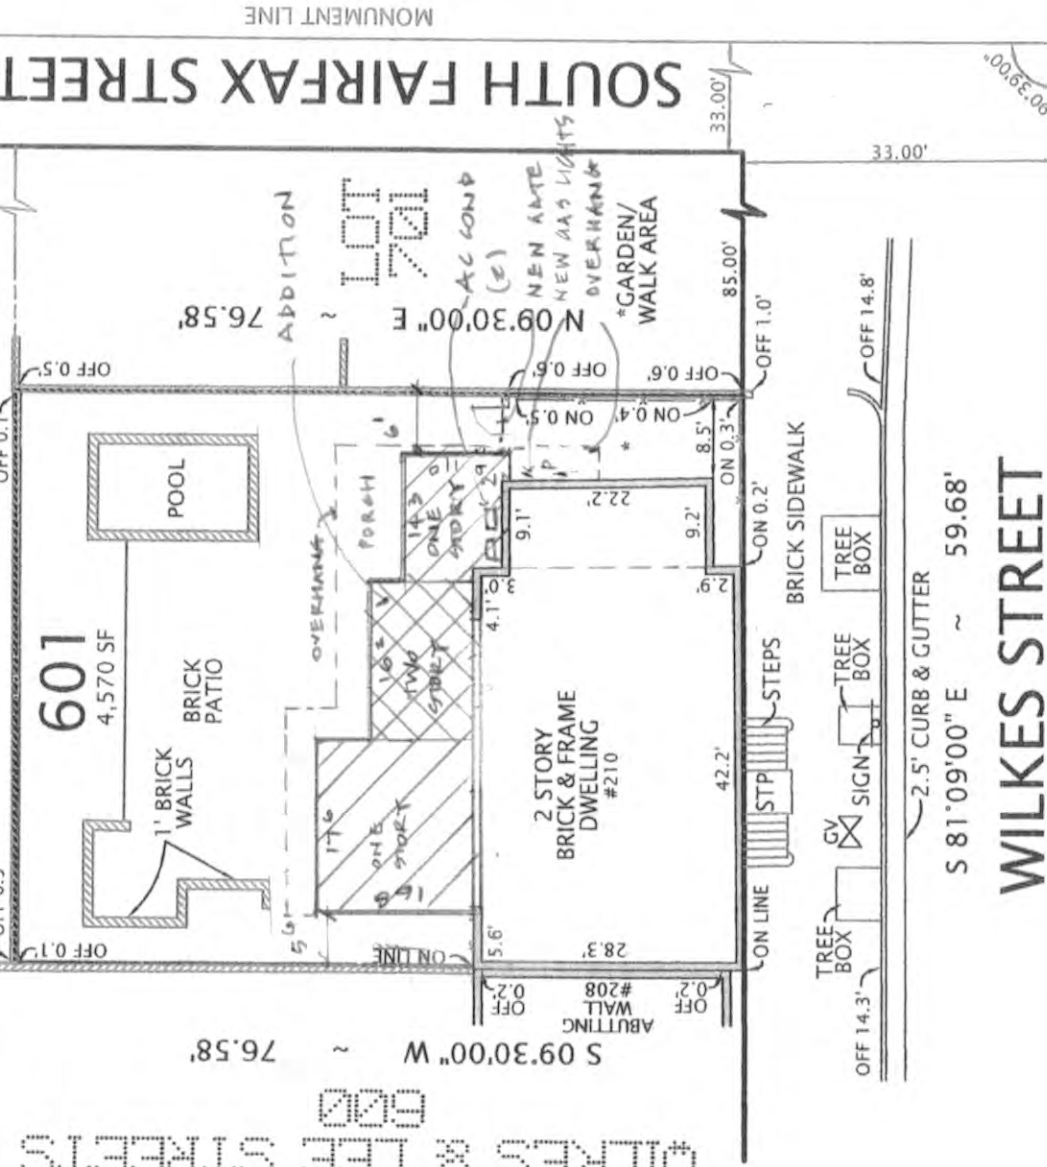 MONUMENT LINE
SOUTH FAIRFAX STREET
33.00'
90°39'00"
33.00'
LOT
701
ADDITION
AC COND
(2)
NEW GATE
NEW GAS LIGHTS
OVERHANG
*GARDEN/
WALK AREA
85.00'
N 09°30'00" E ~ 76.58'
OFF 0.5'
OFF 0.6'
OFF 0.6'
OFF 1.0'
OFF 14.8'
ON 0.5'
ON 0.4'
ON 0.3'
8.5'
*
6'
POOL
PORCH
OVERHANG
ONE
STORY
22.2'
9.1'
9.2'
ON 0.2'
BRICK SIDEWALK
TREE
BOX
3.0'
2.9'
4.1'
601
4,570 SF
BRICK
PATIO
TWO
STORY
1' BRICK
WALLS
2 STORY
BRICK & FRAME
DWELLING
#210
42.2'
STEPS
STP
TREE
BOX
SIGN
GV
2.5' CURB & GUTTER
S 81°09'00" E ~ 59.68'
WILKES STREET
ONE
STORY
OFF 0.1'
ON LINE
5.6'
28.3'
ON LINE
TREE
BOX
OFF 14.3'
OFF
0.2'
ABUTTING
WALL
#208
OFF
0.2'
S 09°30'00" W ~ 76.58'
600
WILKES & LEE STREETS